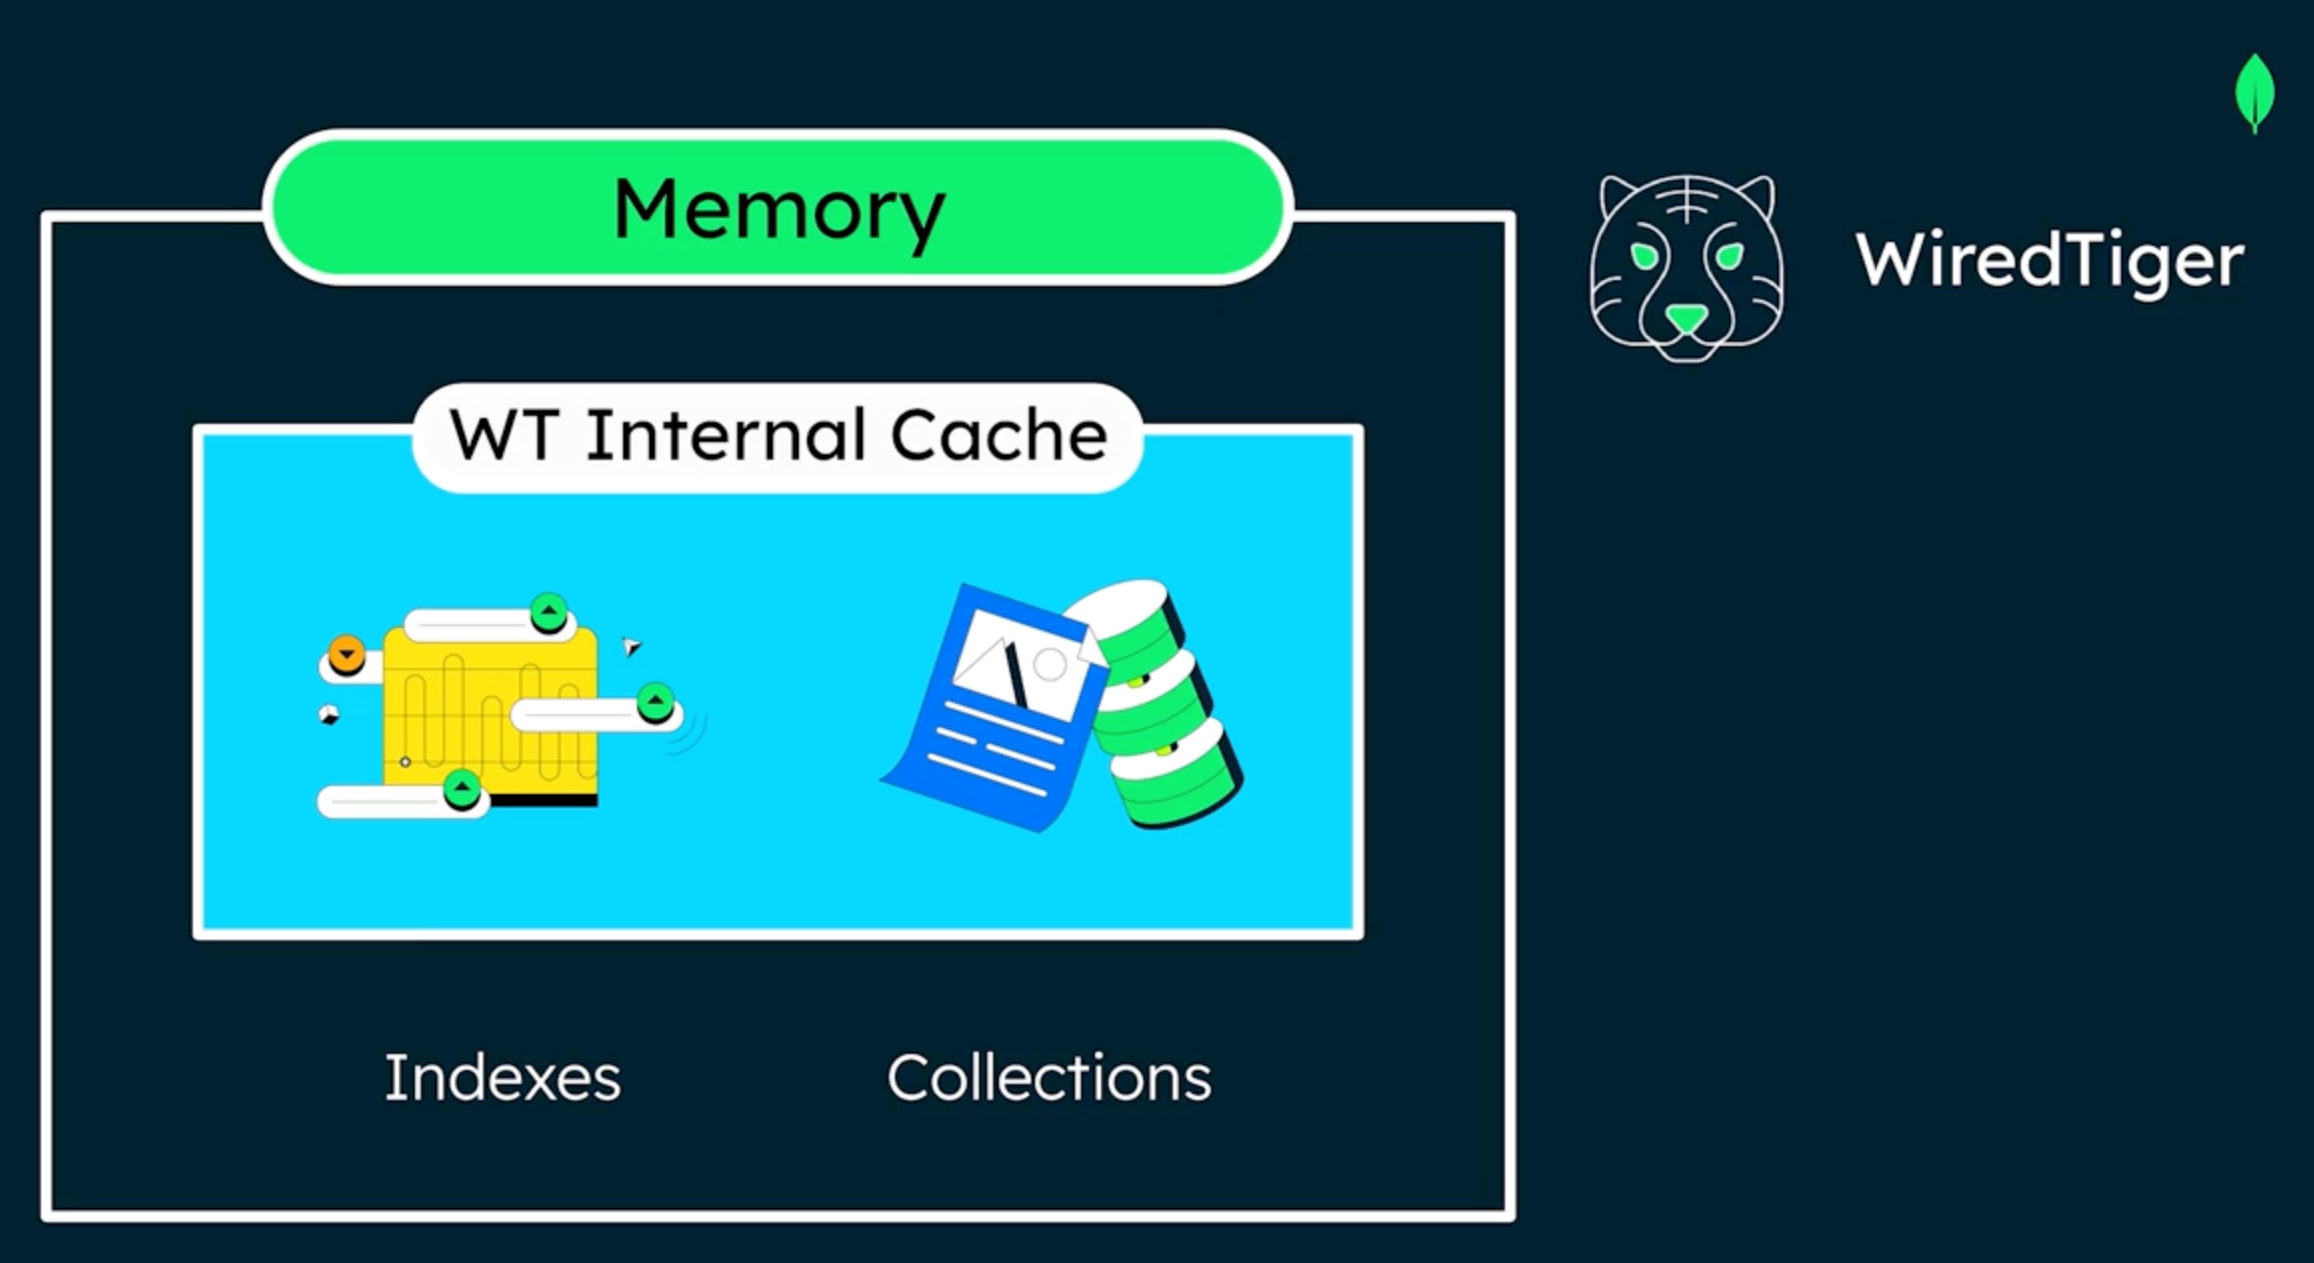 Memory
WiredTiger
WT Internal Cache
Indexes
Collections